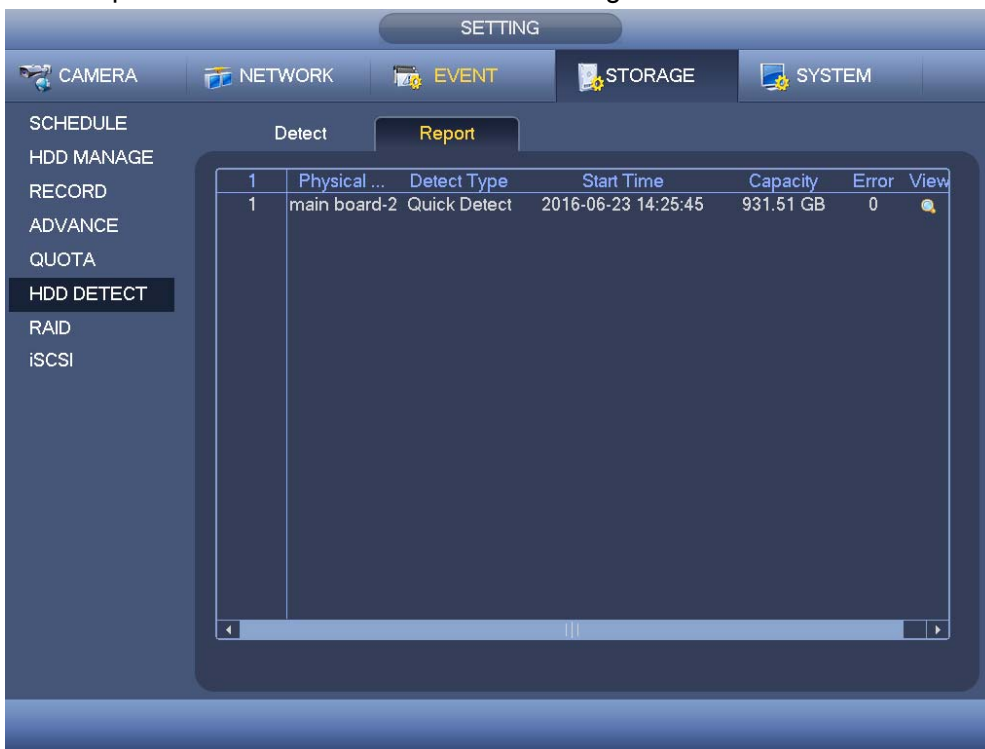 SETTING
CAMERA NETWORK EVENT STORAGE SYSTEM
SCHEDULE
HDD MANAGE
RECORD
ADVANCE
QUOTA
HDD DETECT
RAID
iSCSI
Detect Report
1 Physical ... Detect Type Start Time Capacity Error View
1 main board-2 Quick Detect 2016-06-23 14:25:45 931.51 GB 0